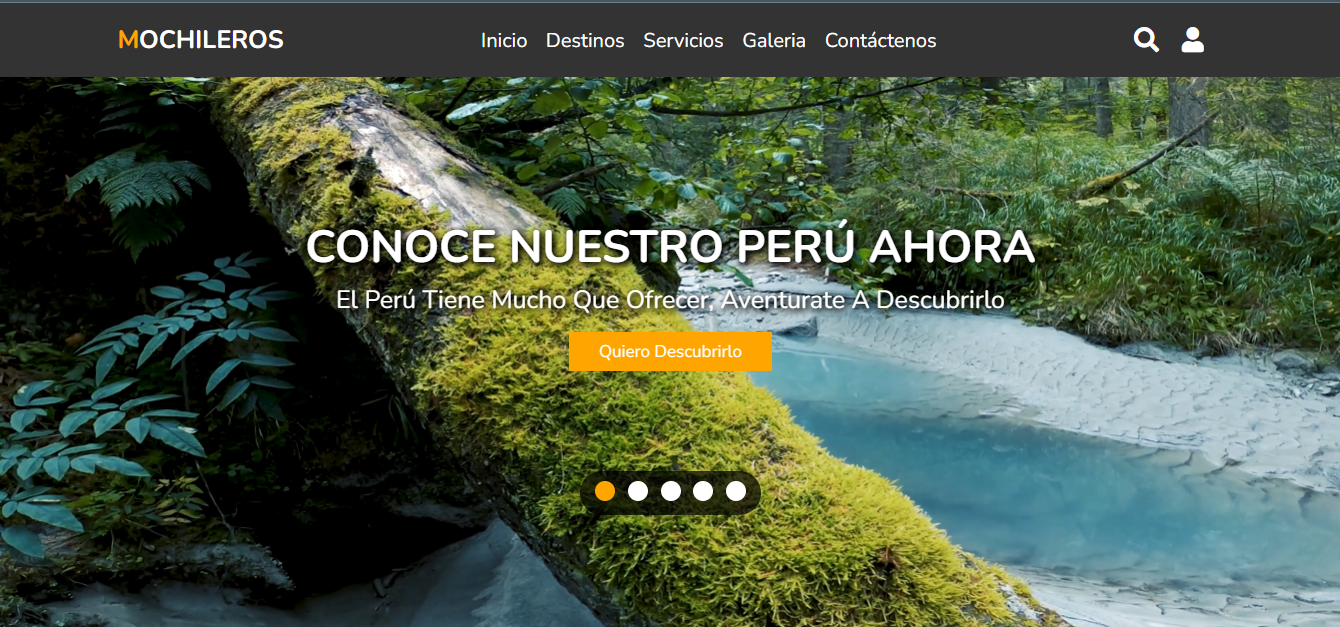 MOCHILEROS
Inicio Destinos Servicios Galeria Contáctenos
CONOCE NUESTRO PERÚ AHORA
El Perú Tiene Mucho Que Ofrecer, Aventurate A Descubrirlo
Quiero Descubrirlo